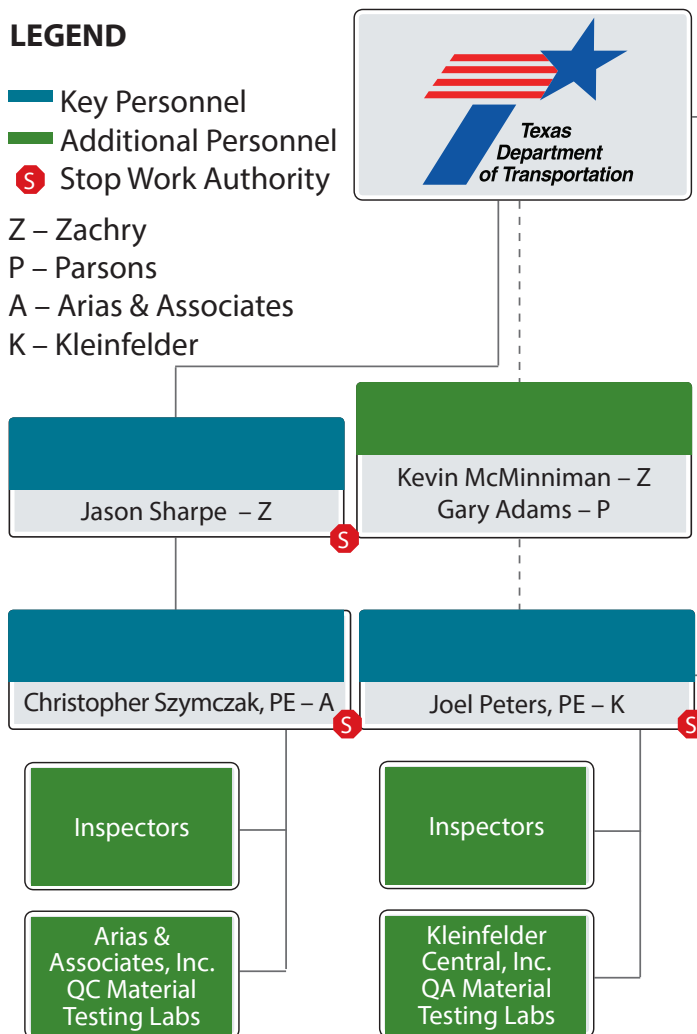 LEGEND
Key Personnel
Additional Personnel
S Stop Work Authority
Z – Zachry
P – Parsons
A – Arias & Associates
K – Kleinfelder
Texas
Department
of Transportation
Jason Sharpe – Z
S
Kevin McMinniman – Z
Gary Adams – P
Christopher Szymczak, PE – A
S
Joel Peters, PE – K
S
Inspectors
Inspectors
Arias &
Associates, Inc.
QC Material
Testing Labs
Kleinfelder
Central, Inc.
QA Material
Testing Labs